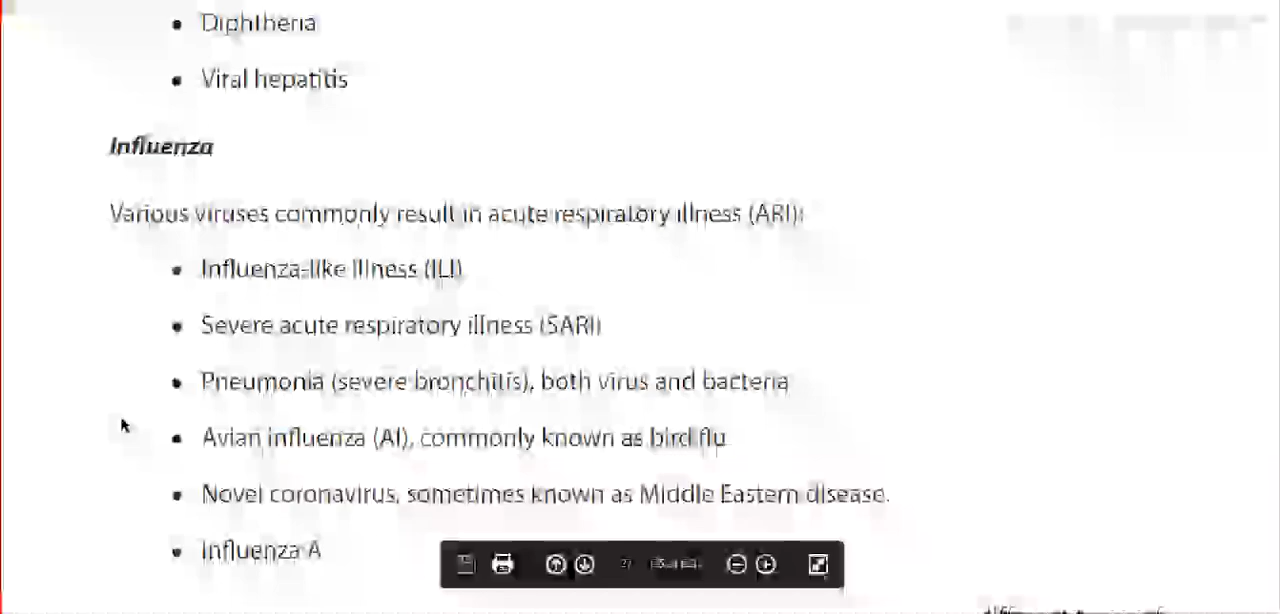 Diphtheria
Viral hepatitis
Influenza
Various viruses commonly result in acute respiratory illness (ARI):
Influenza-like Illness (ILI)
Severe acute respiratory illness (SARI)
Pneumonia (severe bronchitis), both virus and bacteria
Avian influenza (AI), commonly known as bird flu
Novel coronavirus, sometimes known as Middle Eastern disease.
Influenza A